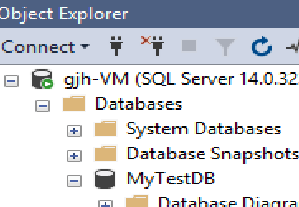 Object Explorer
Connect
gjh-VM (SQL Server 14.0.32
Databases
System Databases
Database Snapshots
MyTestDB
Database Diagra